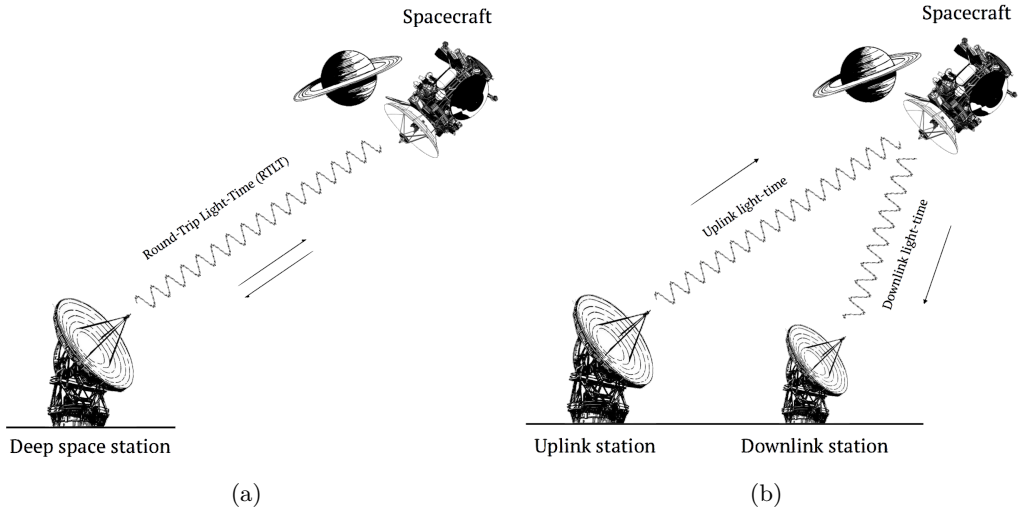 Spacecraft
Round-Trip Light-Time (RTLT)
Deep space station
(a)
Spacecraft
Uplink light-time
Downlink light-time
Uplink station
Downlink station
(b)